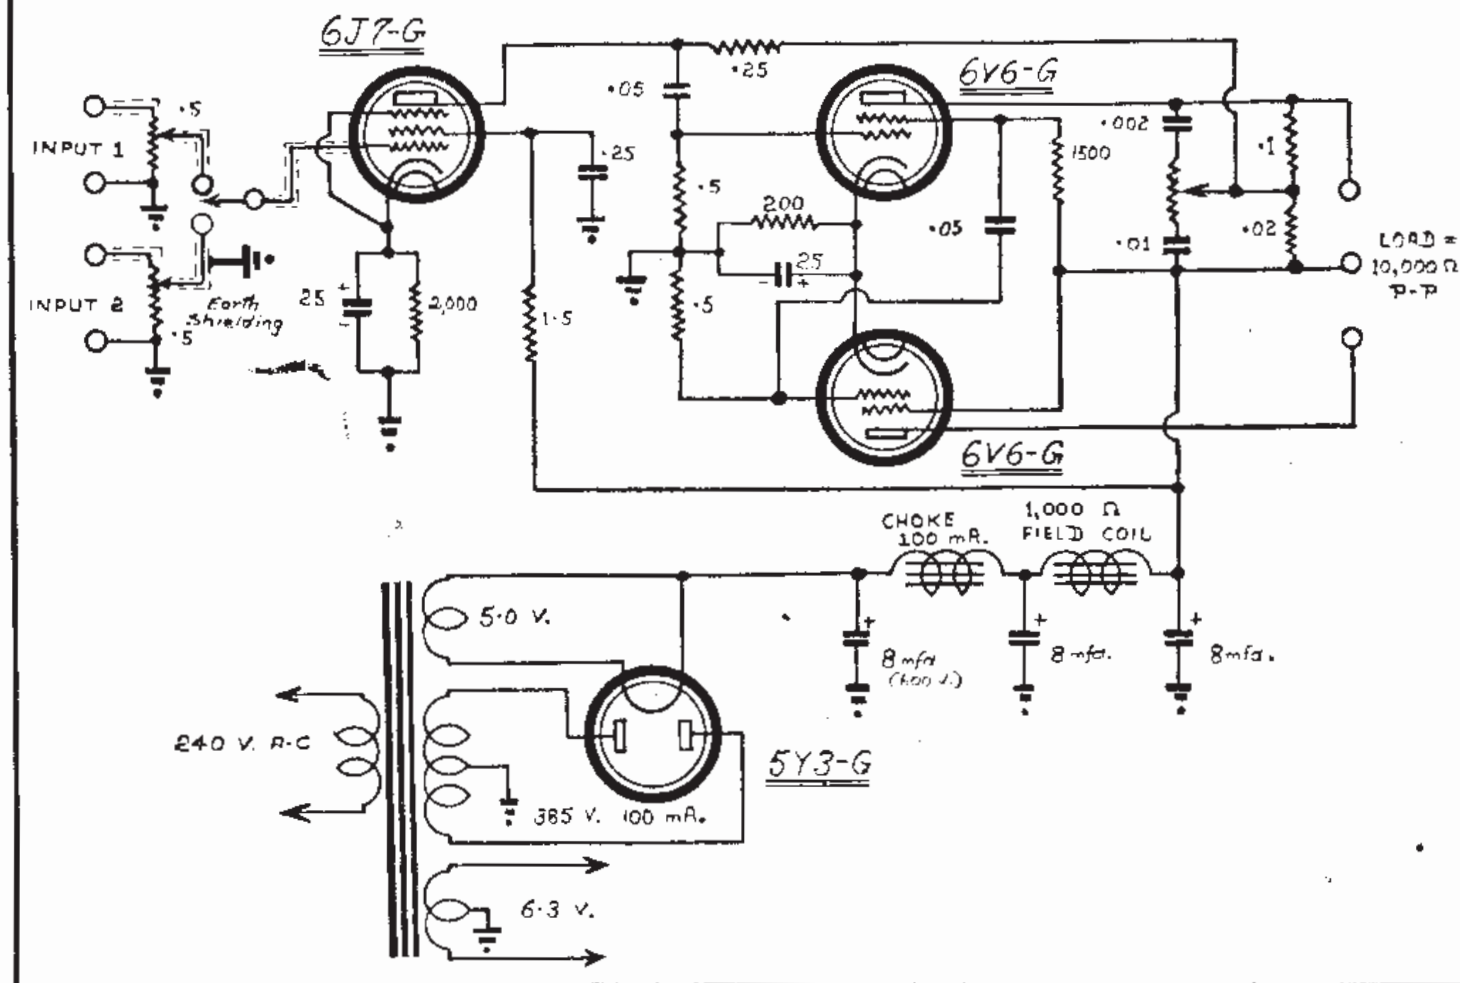 6J7-G
·25
6V6-G
·05
·5
INPUT 1
·002
·1
1500
·25
·5
200
·05
·01
·02
LOAD =
10,000 Ω
P-P
25
INPUT 2
·5
Earth
Shielding
25
2,000
1·5
·5
6V6-G
CHOKE
100 mA.
1,000 Ω
FIELD COIL
5·0 V.
8 mfd
(600 V.)
8 mfd.
8 mfd.
240 V. A-C
5Y3-G
385 V. 100 mA.
6·3 V.